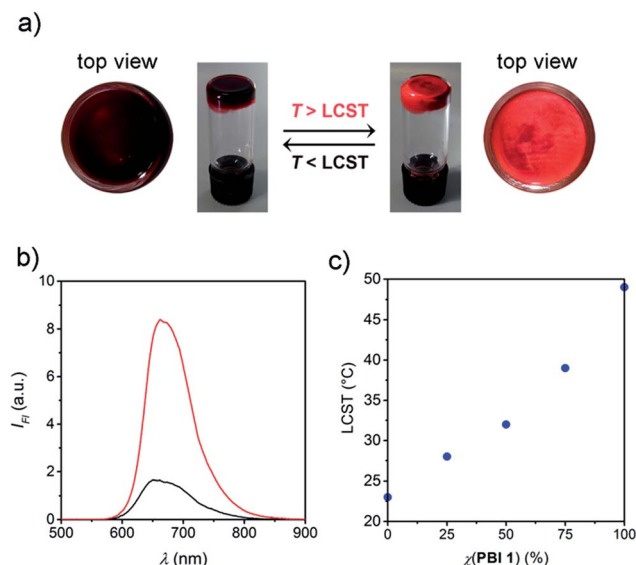 a)
top view
T > LCST
T < LCST
top view
b)
10
8
6
4
2
0
I_Fl (a.u.)
500 600 700 800 900
λ (nm)
c)
50
45
40
35
30
25
20
LCST (°C)
0 25 50 75 100
χ(PBI 1) (%)